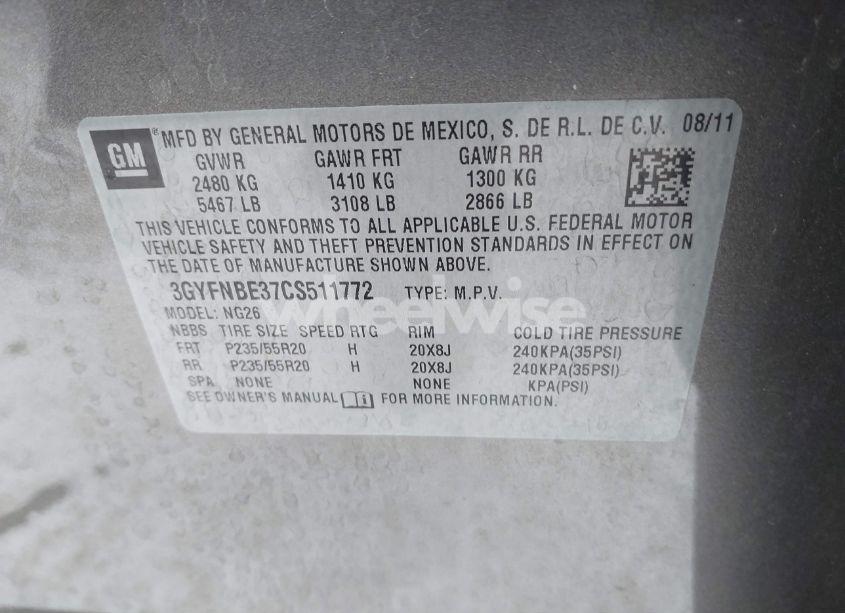 GM
® MFD BY GENERAL MOTORS DE MEXICO, S. DE R.L. DE C.V. 08/11
GVWR GAWR FRT GAWR RR
2480 KG 1410 KG 1300 KG
5467 LB 3108 LB 2866 LB
THIS VEHICLE CONFORMS TO ALL APPLICABLE U.S. FEDERAL MOTOR
VEHICLE SAFETY AND THEFT PREVENTION STANDARDS IN EFFECT ON
THE DATE OF MANUFACTURE SHOWN ABOVE.
3GYFNBE37CS511772 TYPE: M.P.V.
wheelwise
MODEL: NG26
NBBS TIRE SIZE SPEED RTG RIM COLD TIRE PRESSURE
FRT P235/55R20 H 20X8J 240KPA(35PSI)
RR P235/55R20 H 20X8J 240KPA(35PSI)
SPA NONE NONE KPA(PSI)
SEE OWNER'S MANUAL FOR MORE INFORMATION.